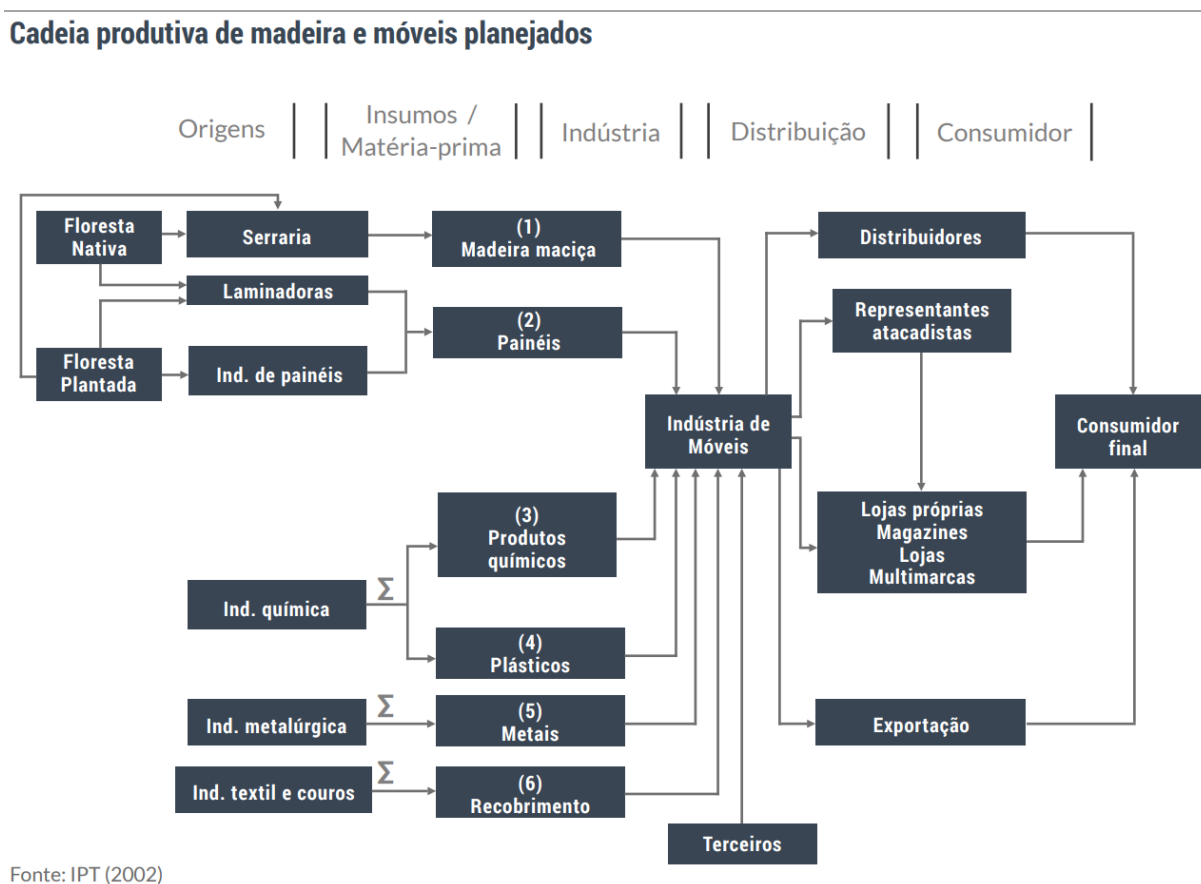 Cadeia produtiva de madeira e móveis planejados
Origens
Insumos /
Matéria-prima
Indústria
Distribuição
Consumidor
Floresta
Nativa
Serraria
(1)
Madeira maciça
Distribuidores
Laminadoras
(2)
Painéis
Representantes
atacadistas
Floresta
Plantada
Ind. de painéis
Indústria de
Móveis
Consumidor
final
(3)
Produtos
químicos
Lojas próprias
Magazines
Lojas
Multimarcas
Ind. química
Σ
(4)
Plásticos
Ind. metalúrgica
Σ
(5)
Metais
Exportação
Ind. textil e couros
Σ
(6)
Recobrimento
Terceiros
Fonte: IPT (2002)